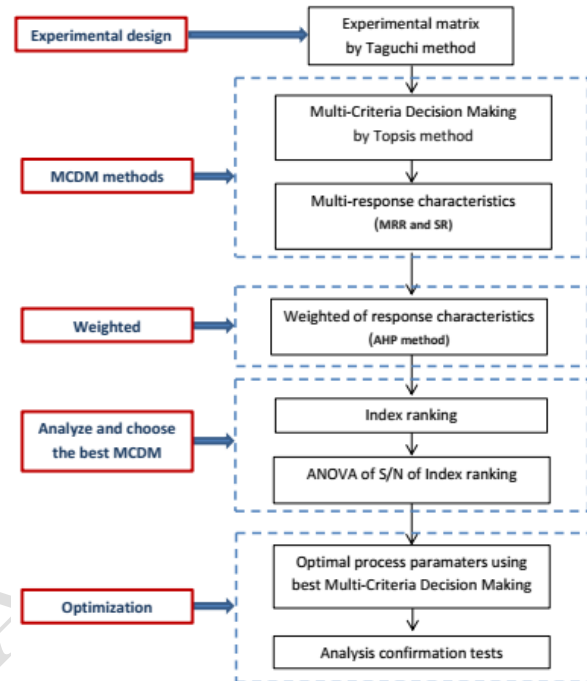 Experimental design
Experimental matrix
by Taguchi method
Multi-Criteria Decision Making
by Topsis method
MCDM methods
Multi-response characteristics
(MRR and SR)
Weighted
Weighted of response characteristics
(AHP method)
Analyze and choose
the best MCDM
Index ranking
ANOVA of S/N of Index ranking
Optimal process paramaters using
best Multi-Criteria Decision Making
Optimization
Analysis confirmation tests